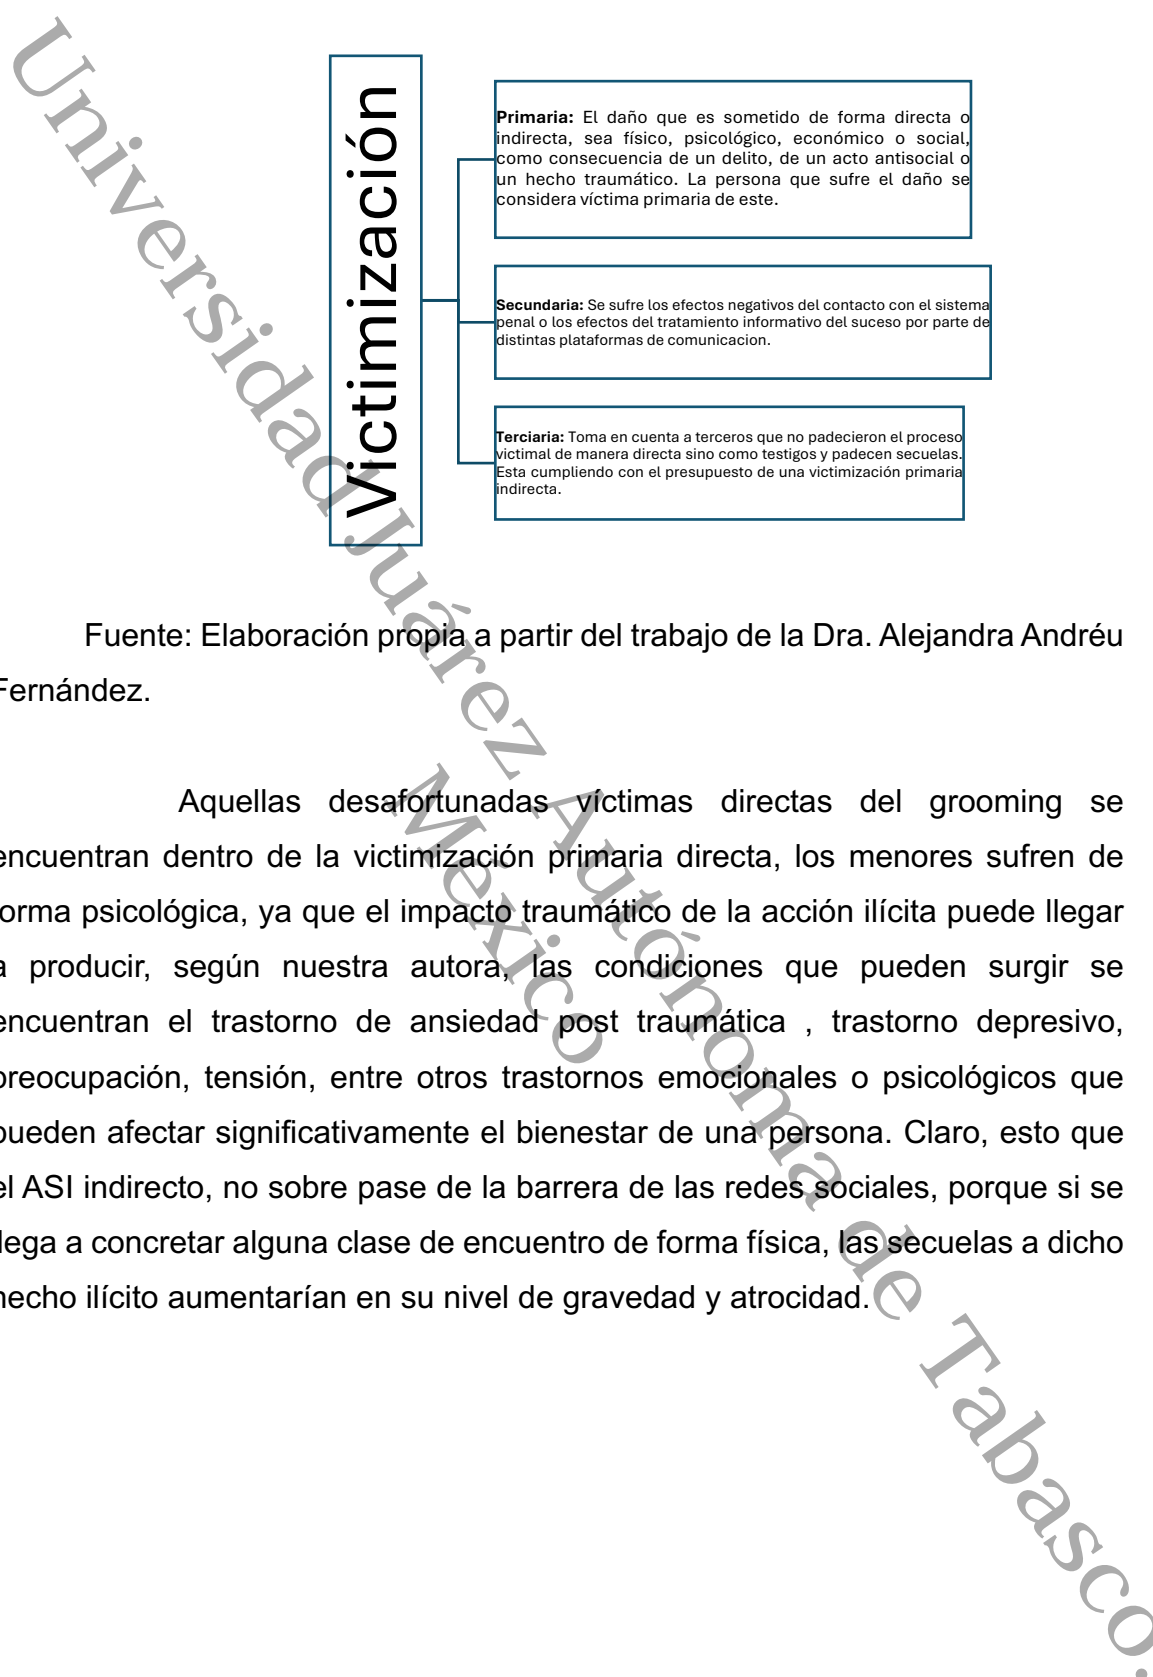 Victimización
Primaria: El daño que es sometido de forma directa o
indirecta, sea físico, psicológico, económico o social,
como consecuencia de un delito, de un acto antisocial o
un hecho traumático. La persona que sufre el daño se
considera víctima primaria de este.
Secundaria: Se sufre los efectos negativos del contacto con el sistema
penal o los efectos del tratamiento informativo del suceso por parte de
distintas plataformas de comunicacion.
Terciaria: Toma en cuenta a terceros que no padecieron el proceso
victimal de manera directa sino como testigos y padecen secuelas.
Esta cumpliendo con el presupuesto de una victimización primaria
indirecta.
Fuente: Elaboración propia a partir del trabajo de la Dra. Alejandra Andréu
Fernández.
Aquellas desafortunadas víctimas directas del grooming se
encuentran dentro de la victimización primaria directa, los menores sufren de
forma psicológica, ya que el impacto traumático de la acción ilícita puede llegar
a producir, según nuestra autora, las condiciones que pueden surgir se
encuentran el trastorno de ansiedad post traumática , trastorno depresivo,
preocupación, tensión, entre otros trastornos emocionales o psicológicos que
pueden afectar significativamente el bienestar de una persona. Claro, esto que
el ASI indirecto, no sobre pase de la barrera de las redes sociales, porque si se
llega a concretar alguna clase de encuentro de forma física, las secuelas a dicho
hecho ilícito aumentarían en su nivel de gravedad y atrocidad.
Universidad Juárez Autónoma de Tabasco.
México